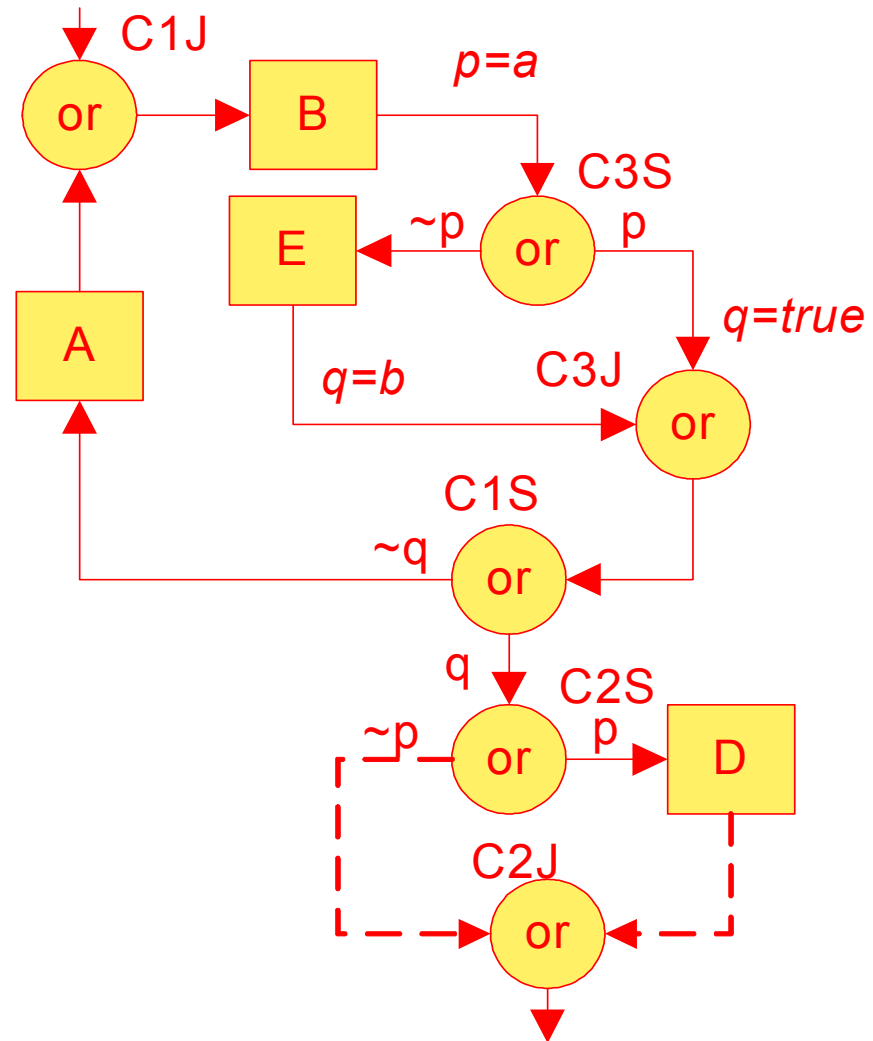 C1J
or
B
p=a
C3S
E
~p
or
p
A
q=true
q=b
C3J
or
C1S
~q
or
q
C2S
~p
or
p
D
C2J
or